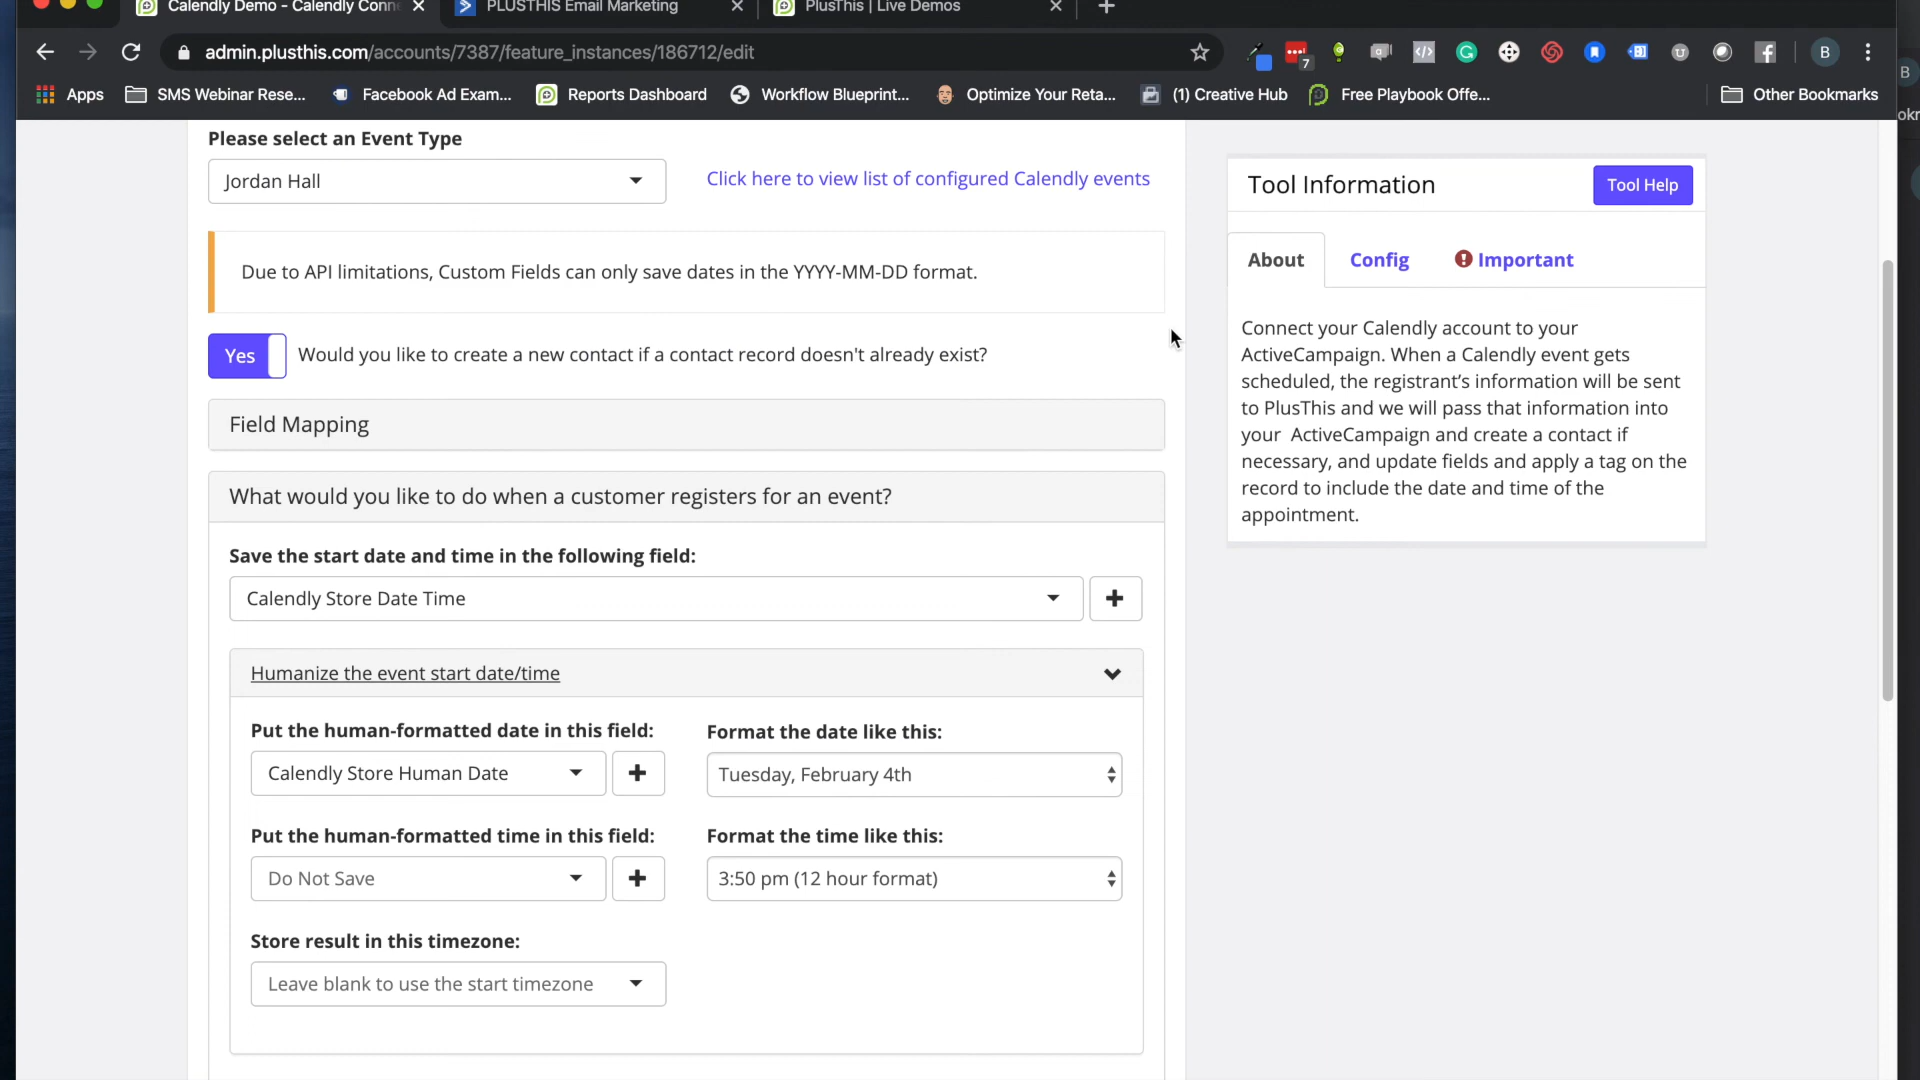 Calendly Demo - Calendly Conne
PLUSTHIS Email Marketing
PlusThis | Live Demos
admin.plusthis.com/accounts/7387/feature_instances/186712/edit
7
B
B
Apps
SMS Webinar Rese...
Facebook Ad Exam...
Reports Dashboard
Workflow Blueprint...
Optimize Your Reta...
(1) Creative Hub
Free Playbook Offe...
Other Bookmarks
okr
Please select an Event Type
Jordan Hall
Click here to view list of configured Calendly events
Due to API limitations, Custom Fields can only save dates in the YYYY-MM-DD format.
Yes
Would you like to create a new contact if a contact record doesn't already exist?
Field Mapping
What would you like to do when a customer registers for an event?
Save the start date and time in the following field:
Calendly Store Date Time
Humanize the event start date/time
Put the human-formatted date in this field:
Format the date like this:
Calendly Store Human Date
Tuesday, February 4th
Put the human-formatted time in this field:
Format the time like this:
Do Not Save
3:50 pm (12 hour format)
Store result in this timezone:
Leave blank to use the start timezone
Tool Information
Tool Help
About
Config
Important
Connect your Calendly account to your
ActiveCampaign. When a Calendly event gets
scheduled, the registrant's information will be sent
to PlusThis and we will pass that information into
your ActiveCampaign and create a contact if
necessary, and update fields and apply a tag on the
record to include the date and time of the
appointment.